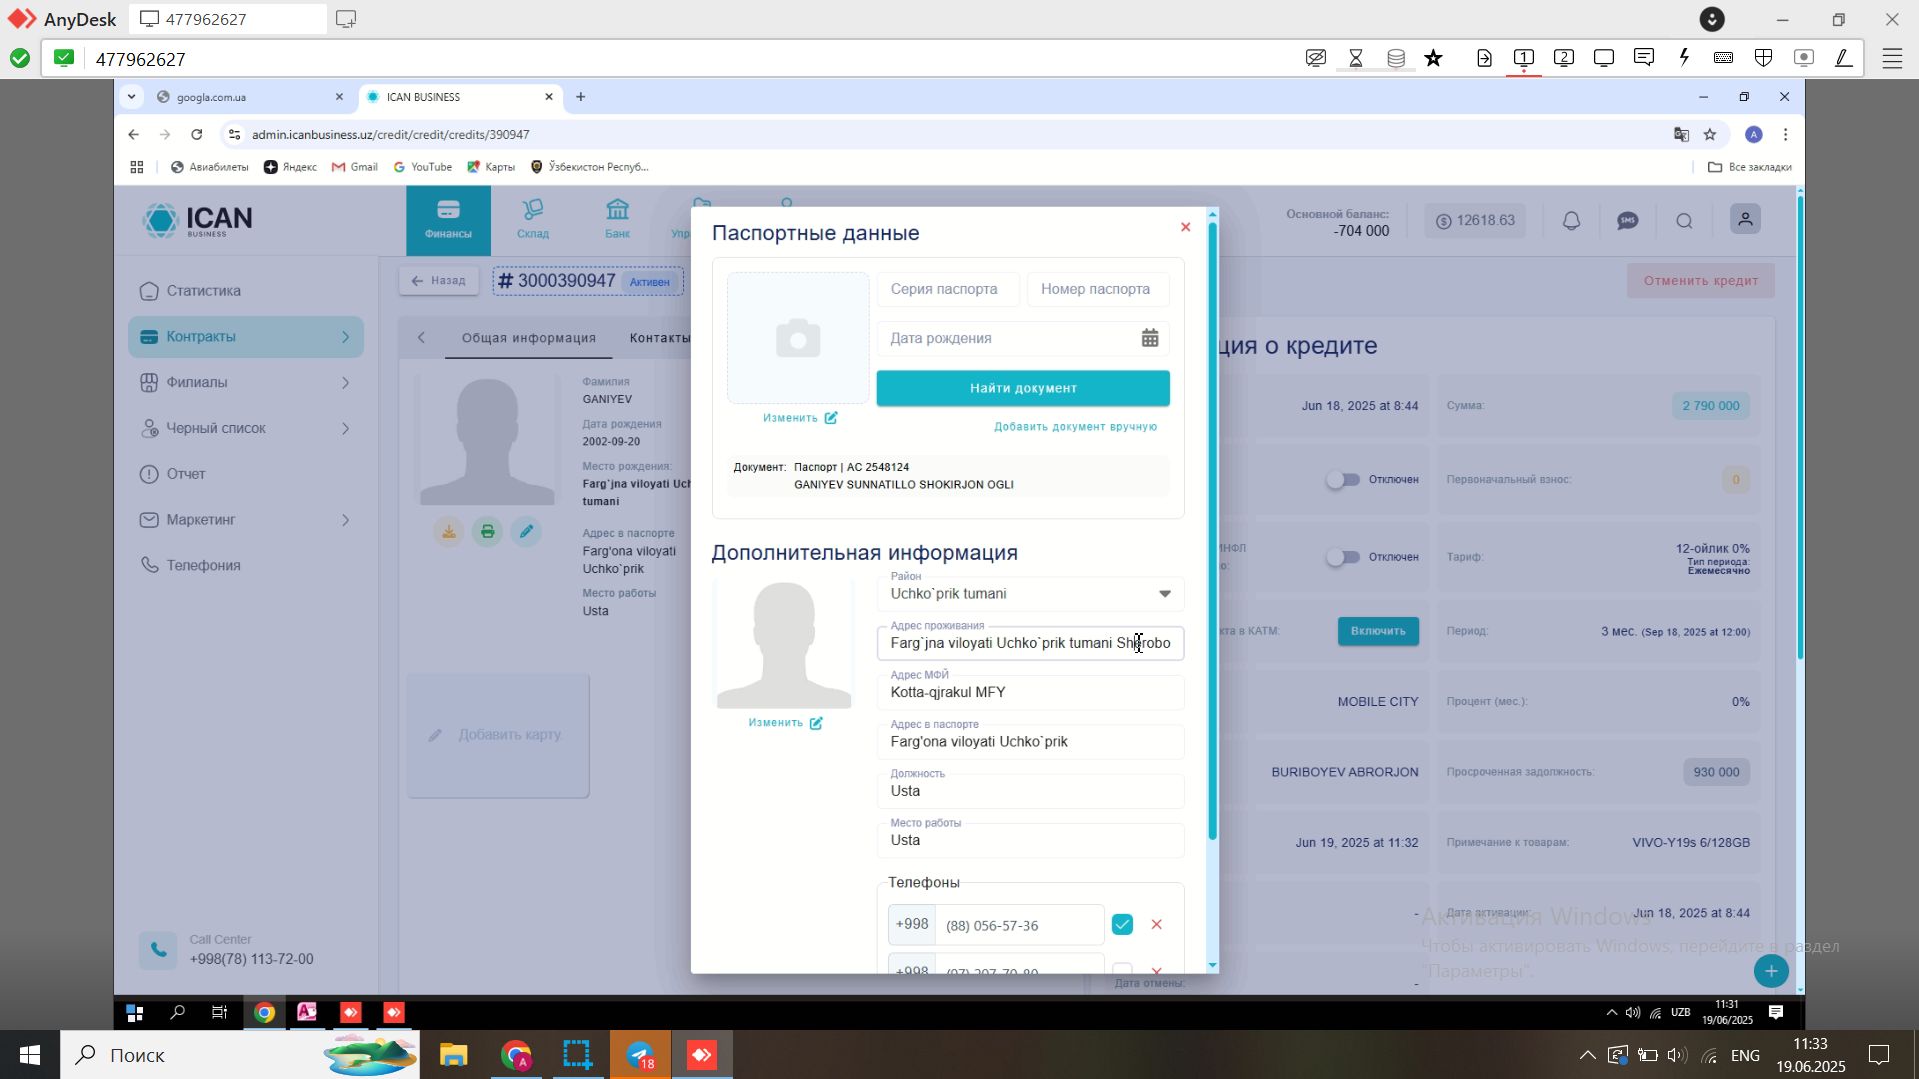 AnyDesk
477962627
477962627
googla.com.ua
ICAN BUSINESS
admin.icanbusiness.uz/credit/credit/credits/390947
Авиабилеты
Яндекс
Gmail
YouTube
Карты
Ўзбекистон Респуб...
Все закладки
ICAN
BUSINESS
Финансы
Склад
Банк
Основной баланс:
-704 000
12618.63
SMS
Статистика
Контракты
Филиалы
Черный список
Отчет
Маркетинг
Телефония
Call Center
+998(78) 113-72-00
Назад
# 3000390947 Активен
Отменить кредит
Общая информация
Контакты
Фамилия
GANIYEV
Дата рождения
2002-09-20
Место рождения:
Farg`jna viloyati Uch
tumani
Адрес в паспорте
Farg'ona viloyati
Uchko`prik
Место работы
Usta
Добавить карту.
Паспортные данные
Серия паспорта
Номер паспорта
Дата рождения
Найти документ
Изменить
Добавить документ вручную
Документ: Паспорт | AC 2548124
GANIYEV SUNNATILLO SHOKIRJON OGLI
Дополнительная информация
Район
Uchko`prik tumani
Адрес проживания
Farg`jna viloyati Uchko`prik tumani Sherobo
Адрес МФЙ
Kotta-qjrakul MFY
Изменить
Адрес в паспорте
Farg'ona viloyati Uchko`prik
Должность
Usta
Место работы
Usta
Телефоны
+998 (88) 056-57-36
+998 (97) 207-70-80
ция о кредите
Jun 18, 2025 at 8:44
Сумма:
2 790 000
Отключен
Первоначальный взнос:
0
ИНФЛ
о:
Отключен
Тариф:
12-ойлик 0%
Тип периода:
Ежемесячно
кта в КАТМ:
Включить
Период:
3 мес. (Sep 18, 2025 at 12:00)
MOBILE CITY
Процент (мес.):
0%
BURIBOYEV ABRORJON
Просроченная задолжность:
930 000
Jun 19, 2025 at 11:32
Примечание к товарам:
VIVO-Y19s 6/128GB
-
Дата активации:
Jun 18, 2025 at 8:44
Дата отмены:
-
Активация Windows
Чтобы активировать Windows, перейдите в раздел
"Параметры".
UZB
11:31
19/06/2025
Поиск
18
ENG
11:33
19.06.2025